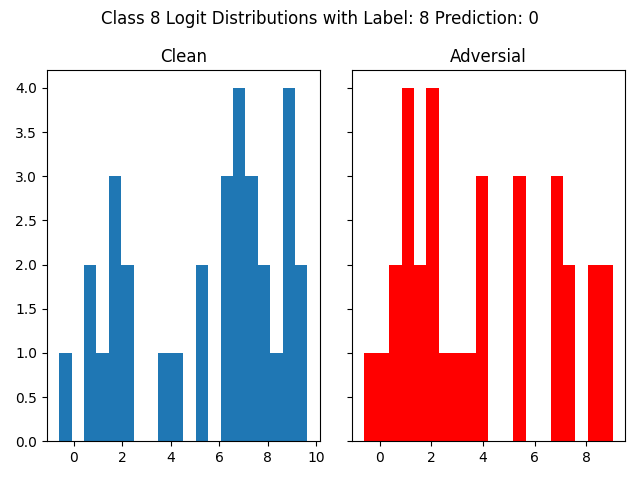 Class 8 Logit Distributions with Label: 8 Prediction: 0
Clean
Adversial
4.0
3.5
3.0
2.5
2.0
1.5
1.0
0.5
0.0
0 2 4 6 8 10
0 2 4 6 8